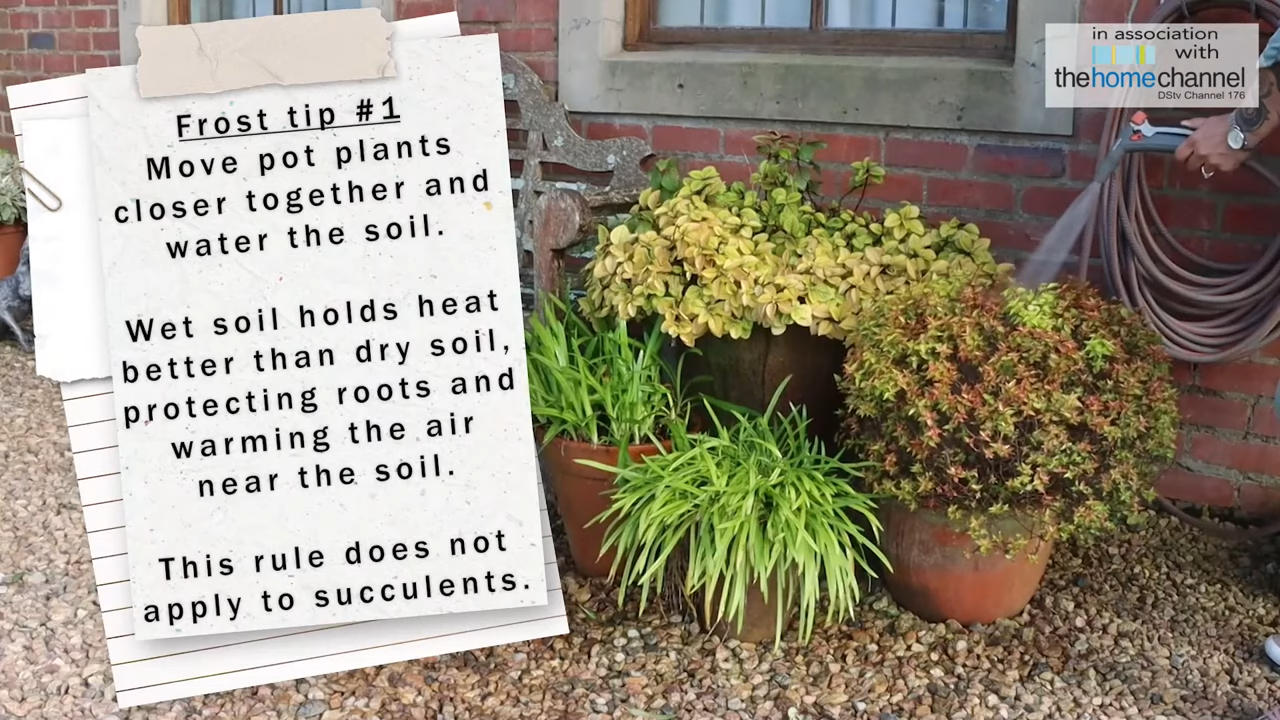 Frost tip #1
Move pot plants
closer together and
water the soil.
Wet soil holds heat
better than dry soil,
protecting roots and
warming the air
near the soil.
This rule does not
apply to succulents.
in association
with
thehomechannel
DStv Channel 176